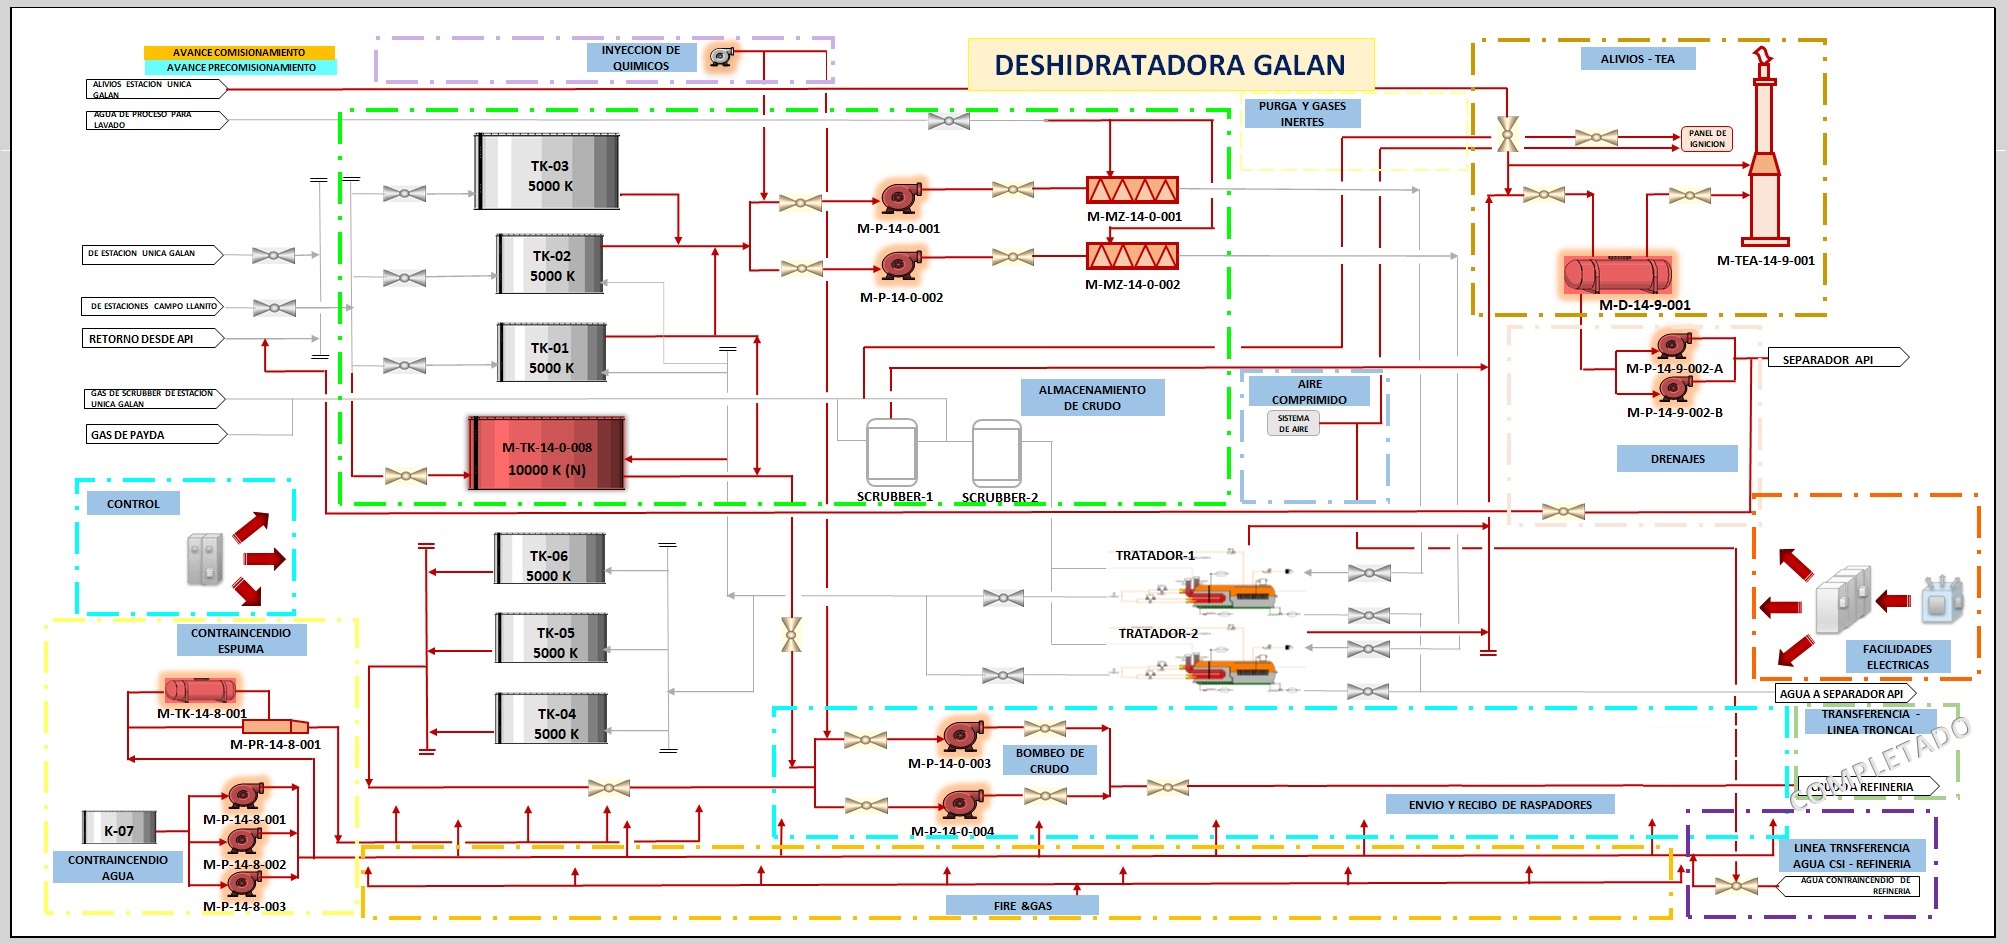 AVANCE COMISIONAMIENTO
AVANCE PRECOMISIONAMIENTO
INYECCION DE
QUIMICOS
DESHIDRATADORA GALAN
ALIVIOS - TEA
ALIVIOS ESTACION UNICA
GALAN
AGUA DE PROCESO PARA
LAVADO
PURGA Y GASES
INERTES
PANEL DE
IGNICION
TK-03
5000 K
M-P-14-0-001
M-MZ-14-0-001
DE ESTACION UNICA GALAN
TK-02
5000 K
M-P-14-0-002
M-MZ-14-0-002
M-TEA-14-9-001
M-D-14-9-001
DE ESTACIONES CAMPO LLANITO
RETORNO DESDE API
TK-01
5000 K
M-P-14-9-002-A
SEPARADOR API
M-P-14-9-002-B
GAS DE SCRUBBER DE ESTACION
UNICA GALAN
GAS DE PAYDA
ALMACENAMIENTO
DE CRUDO
AIRE
COMPRIMIDO
SISTEMA
DE AIRE
M-TK-14-0-008
10000 K (N)
SCRUBBER-1
SCRUBBER-2
DRENAJES
CONTROL
TK-06
5000 K
TRATADOR-1
TK-05
5000 K
TRATADOR-2
CONTRAINCENDIO
ESPUMA
FACILIDADES
ELECTRICAS
M-TK-14-8-001
M-PR-14-8-001
TK-04
5000 K
AGUA A SEPARADOR API
TRANSFERENCIA -
LINEA TRONCAL
COMPLETADO
CRUDO A REFINERIA
M-P-14-0-003
BOMBEO DE
CRUDO
M-P-14-0-004
ENVIO Y RECIBO DE RASPADORES
K-07
M-P-14-8-001
M-P-14-8-002
M-P-14-8-003
CONTRAINCENDIO
AGUA
LINEA TRNSFERENCIA
AGUA CSI - REFINERIA
AGUA CONTRAINCENDIO DE
REFINERIA
FIRE &GAS